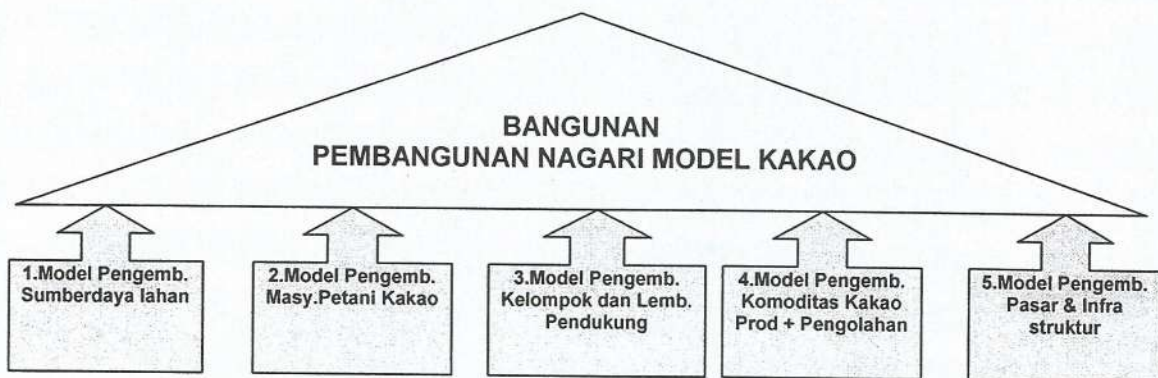 BANGUNAN
PEMBANGUNAN NAGARI MODEL KAKAO
1.Model Pengemb.
Sumberdaya lahan
2.Model Pengemb.
Masy.Petani Kakao
3.Model Pengemb.
Kelompok dan Lemb.
Pendukung
4.Model Pengemb.
Komoditas Kakao
Prod + Pengolahan
5.Model Pengemb.
Pasar & Infra
struktur